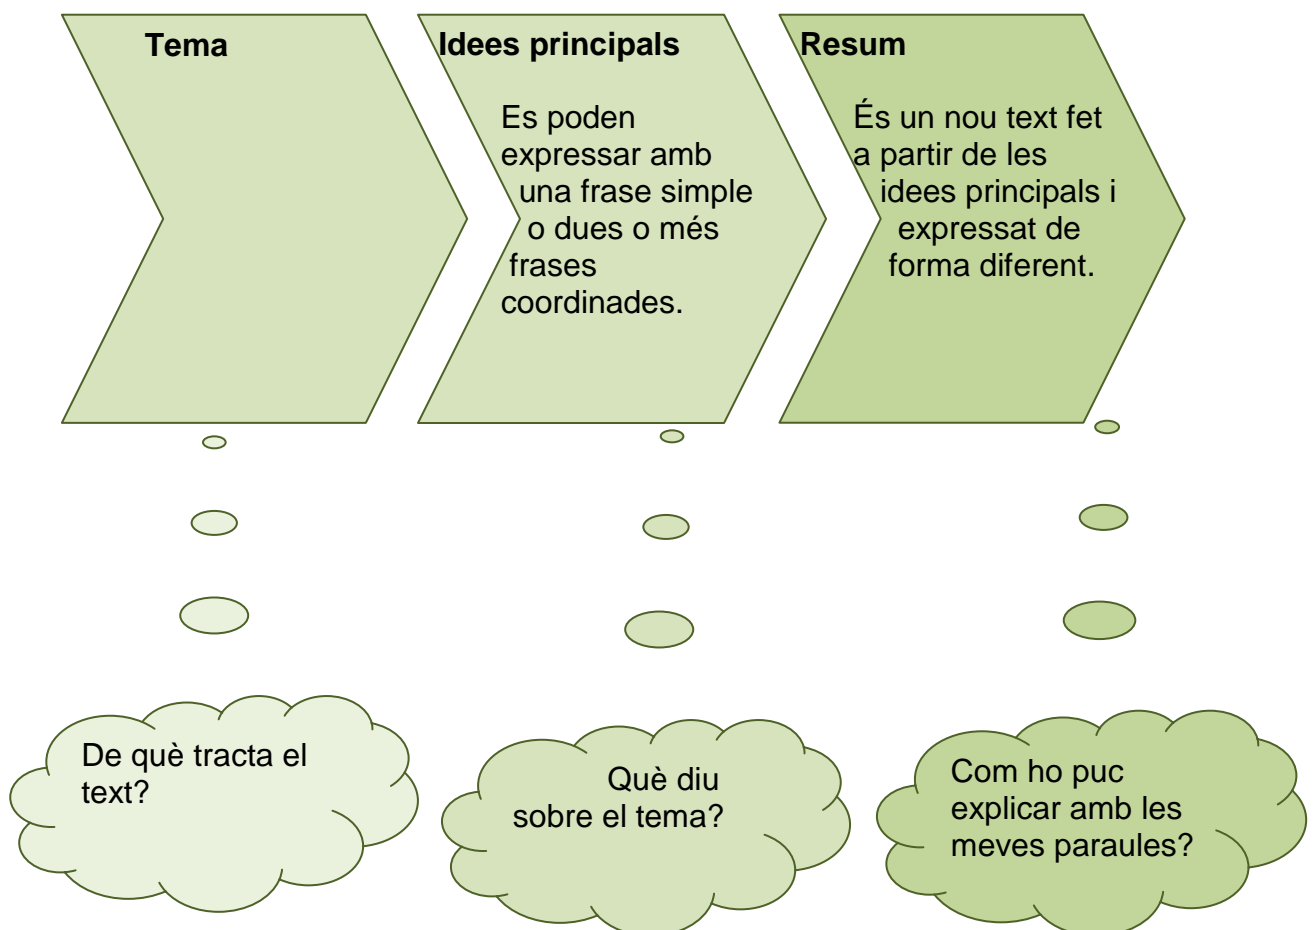 Tema
Idees principals
Es poden
expressar amb
una frase simple
o dues o més
frases
coordinades.
Resum
És un nou text fet
a partir de les
idees principals i
expressat de
forma diferent.
De què tracta el
text?
Què diu
sobre el tema?
Com ho puc
explicar amb les
meves paraules?